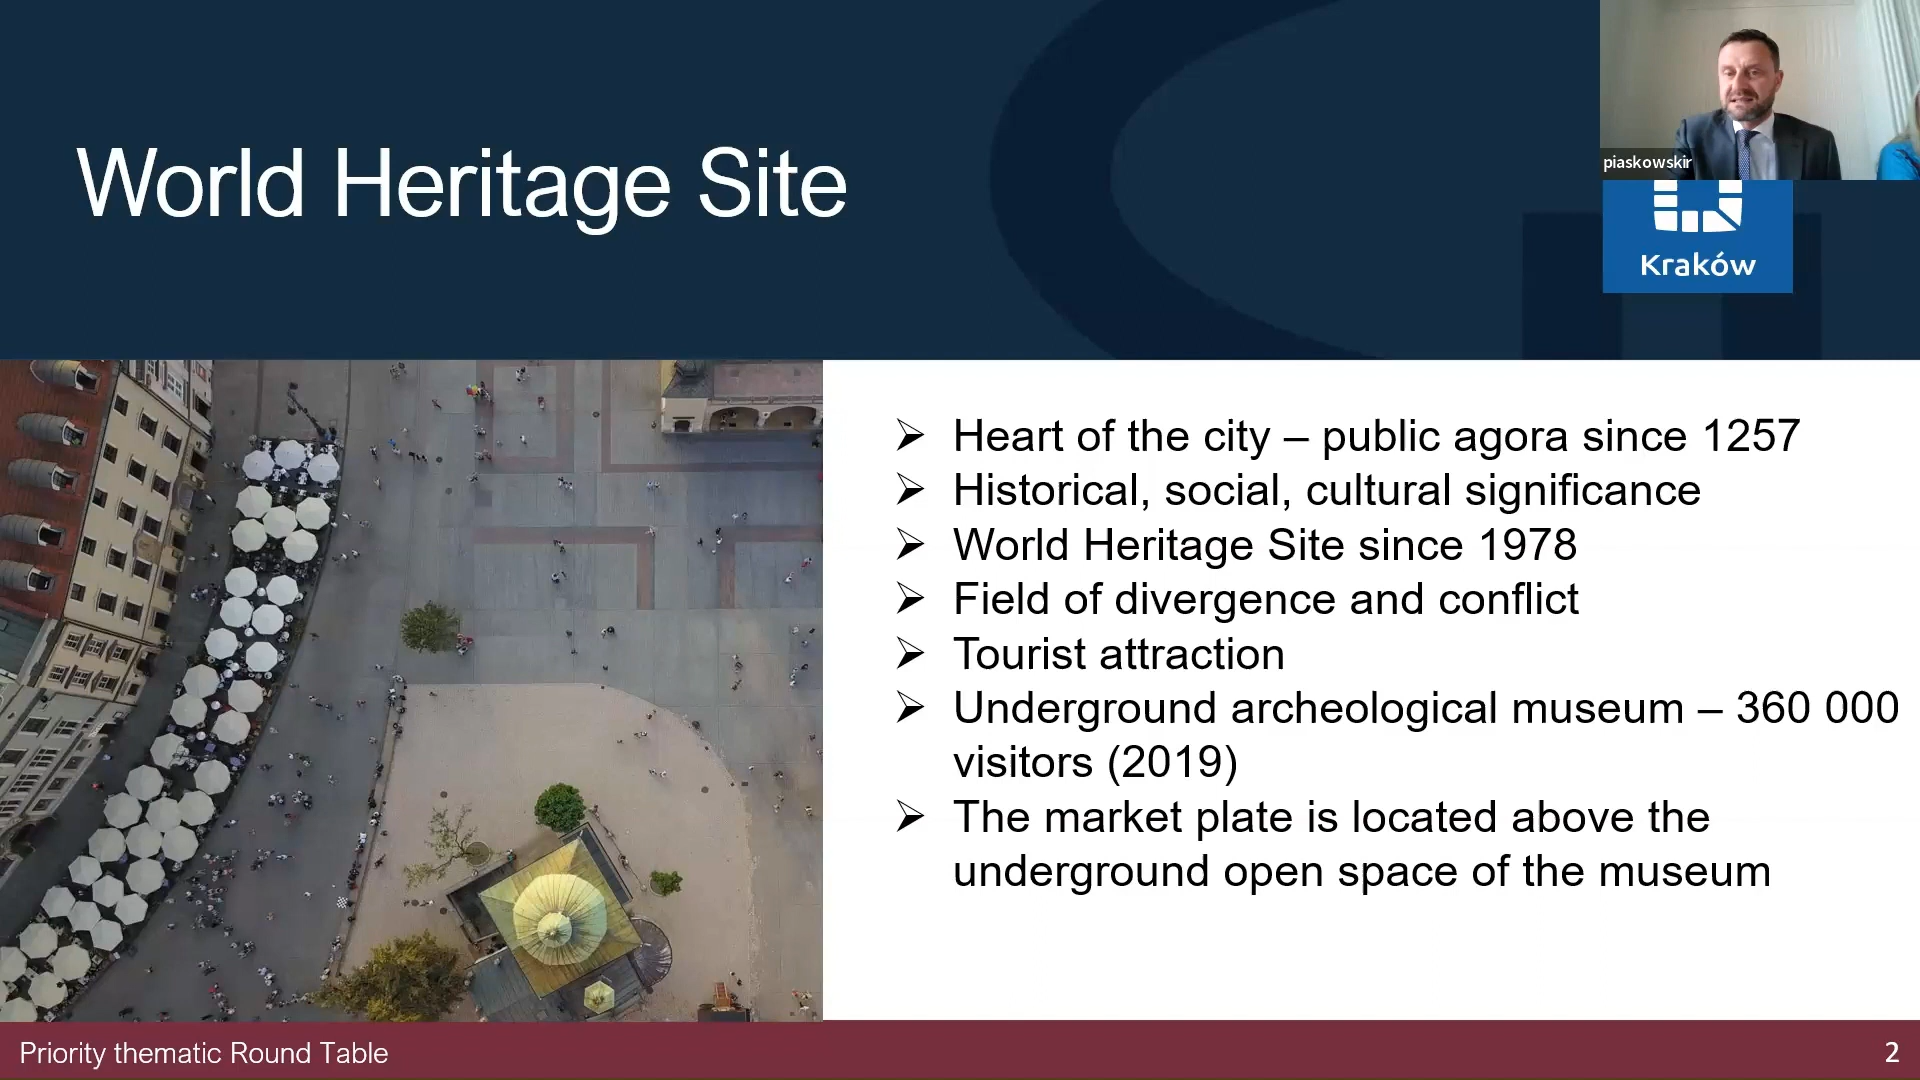 World Heritage Site
piaskowskir
Kraków
➢ Heart of the city – public agora since 1257
➢ Historical, social, cultural significance
➢ World Heritage Site since 1978
➢ Field of divergence and conflict
➢ Tourist attraction
➢ Underground archeological museum – 360 000
visitors (2019)
➢ The market plate is located above the
underground open space of the museum
Priority thematic Round Table
2